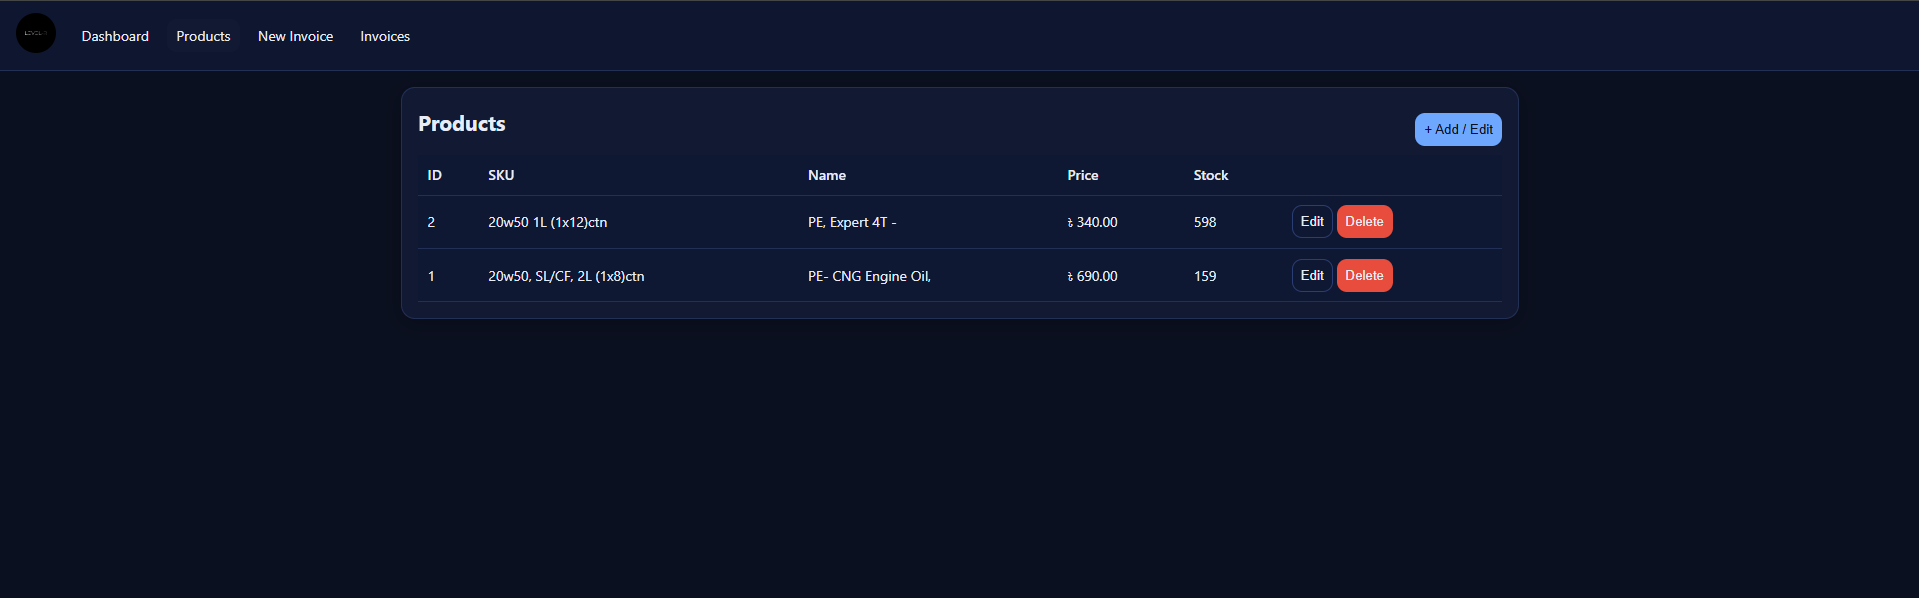 Dashboard Products New Invoice Invoices
Products
+ Add / Edit
ID SKU Name Price Stock
2 20w50 1L (1x12)ctn PE, Expert 4T - ৳ 340.00 598 Edit Delete
1 20w50, SL/CF, 2L (1x8)ctn PE- CNG Engine Oil, ৳ 690.00 159 Edit Delete